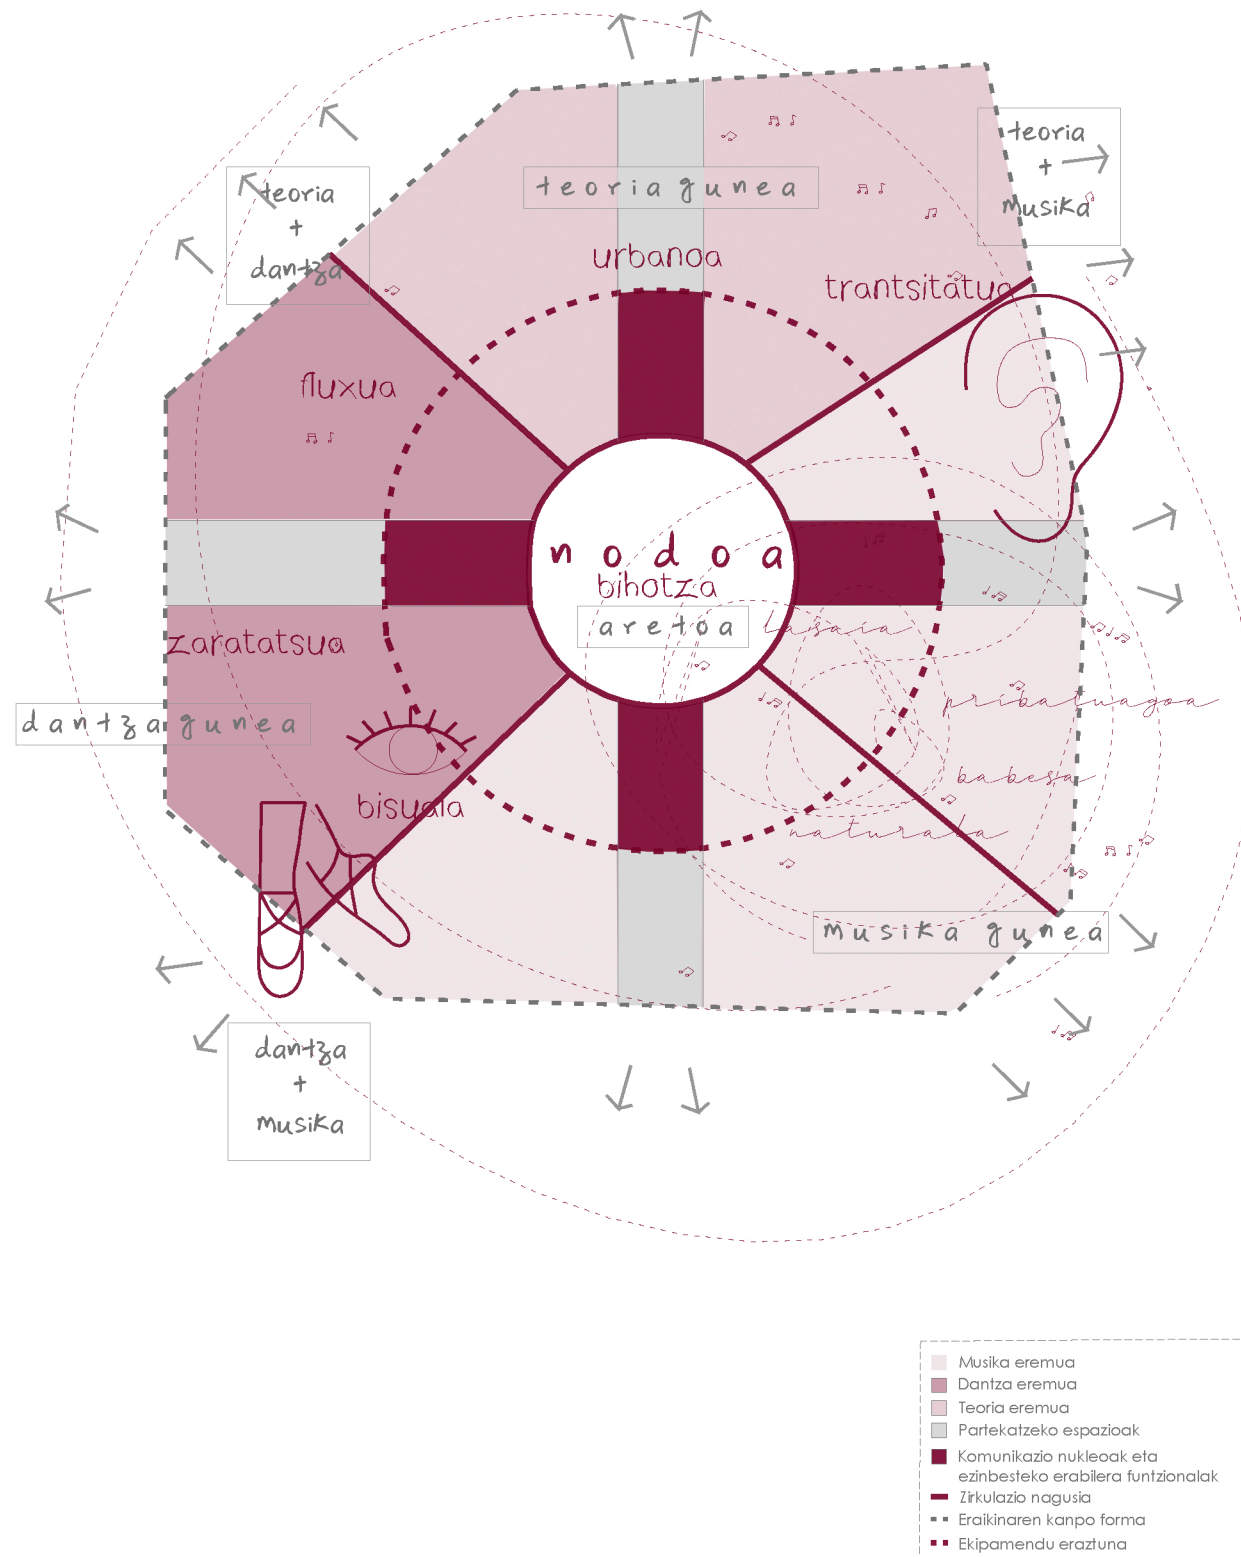 teoria
+
musika
teoria
+
dantza
teoria gunea
urbanoa
trantsitatua
fluxua
nodoa
bihotza
aretoa
lasaia
zaratatsua
pribatuagoa
dantza gunea
babesa
bisuala
naturala
musika gunea
dantza
+
musika
Musika eremua
Dantza eremua
Teoria eremua
Partekatzeko espazioak
Komunikazio nukleoak eta
ezinbesteko erabilera funtzionalak
Zirkulazio nagusia
Eraikinaren kanpo forma
Ekipamendu eraztuna